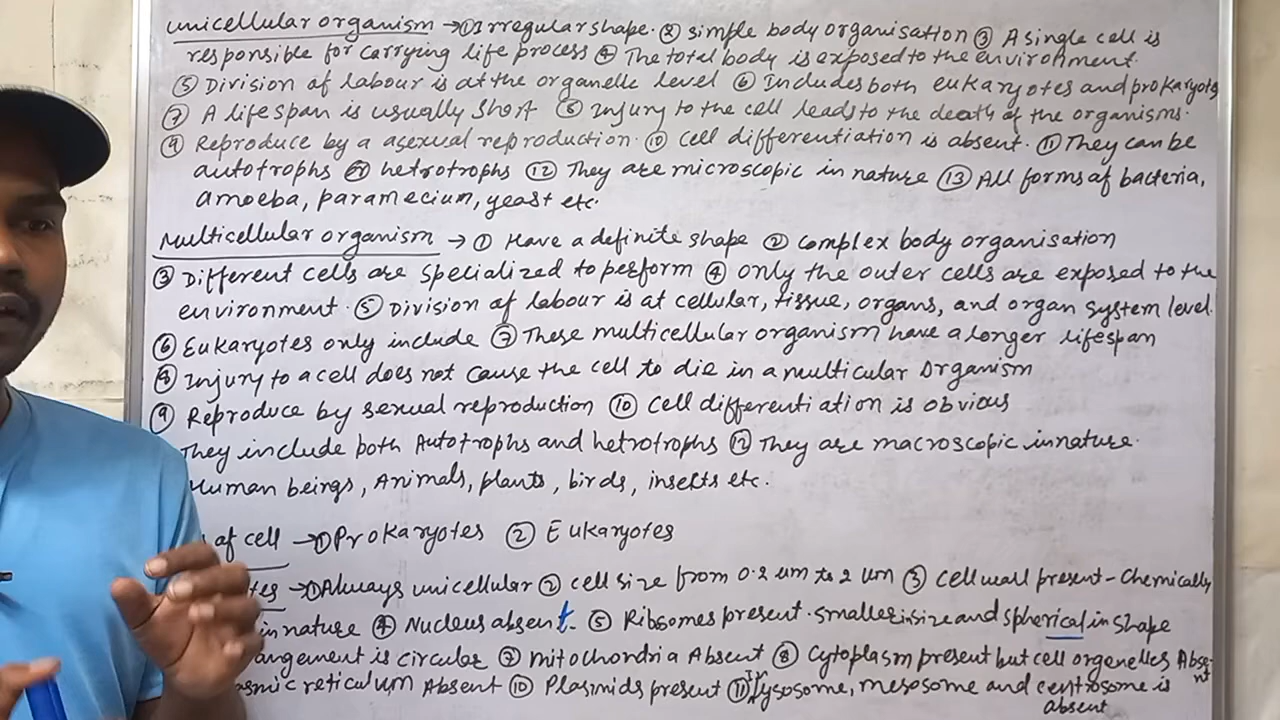 unicellular organism → ① Irregular shape. ② simple body organisation ③ A single cell is
responsible for carrying life process ④ The total body is exposed to the environment.
⑤ Division of labour is at the organelle level ⑥ Includes both eukaryotes and prokaryots
⑦ A lifespan is usually short ⑧ Injury to the cell leads to the death of the organisms.
⑨ Reproduce by a asexual reproduction. ⑩ cell differentiation is absent. ⑪ They can be
autotrophs hetrotrophs ⑫ They are microscopic in nature ⑬ All forms of bacteria,
amoeba, paramecium, yeast etc.
Multicellular organism → ① Have a definite shape ② complex body organisation
③ Different cells are specialized to perform ④ only the outer cells are exposed to the
environment. ⑤ Division of labour is at cellular, tissue, organs, and organ system level.
⑥ Eukaryotes only include ⑦ These multicellular organism have a longer lifespan
⑧ Injury to a cell does not cause the cell to die in a multicular Organism
⑨ Reproduce by sexual reproduction ⑩ cell differentiation is obvious
They include both Autotrophs and hetrotrophs ⑫ They are macroscopic in nature.
Human beings, Animals, plants, birds, insects etc.
of cell → ① Prokaryotes ② Eukaryotes
tes → ① Always unicellular ② cell size from 0.2 um to 2 um ③ cell wall present - Chemically
in nature ④ Nucleus absent. ⑤ Ribosomes present. smaller in size and spherical in shape
angement is circular ⑦ mitochondria Absent ⑧ Cytoplasm present but cell organelles Absent
asmic reticulum Absent ⑩ Plasmids present ⑪ lysosome, mesosome and centrosome is
absent